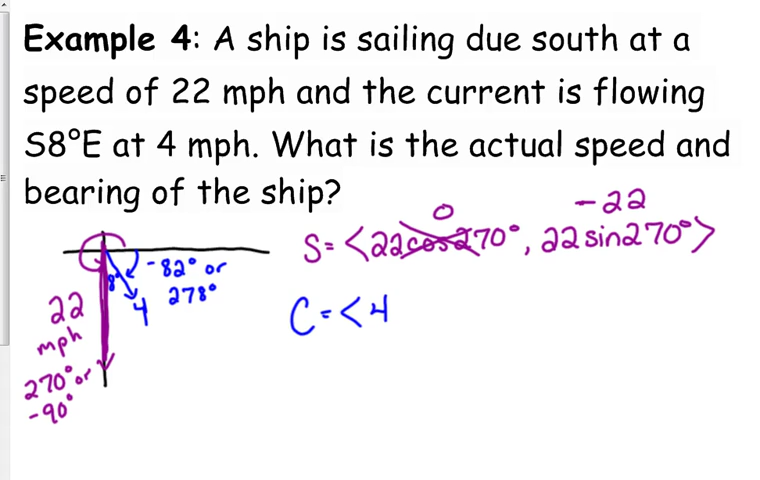 Example 4: A ship is sailing due south at a
speed of 22 mph and the current is flowing
S8°E at 4 mph. What is the actual speed and
bearing of the ship?
0
-22
S = <22cos270°, 22sin270°>
-82° or
278°
8°
4
22
mph
270° or
-90°
C = <4